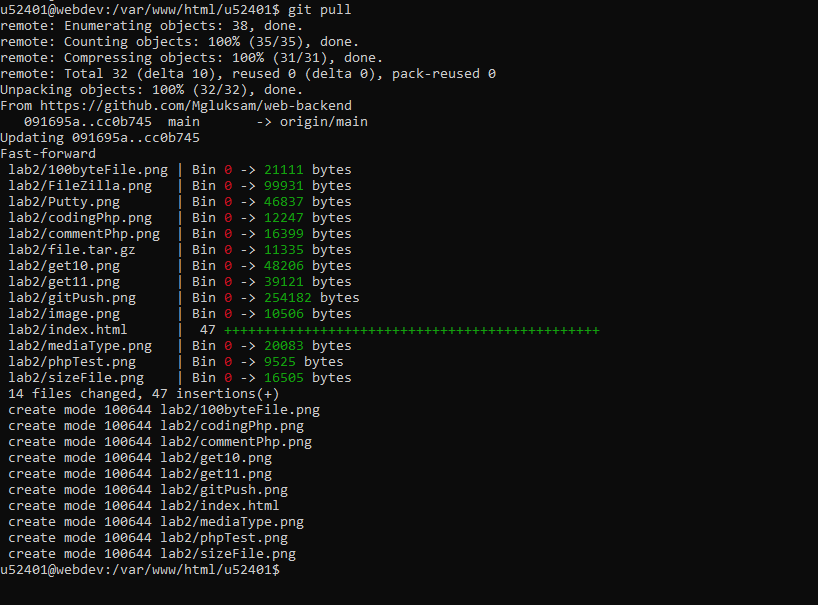 u52401@webdev:/var/www/html/u52401$ git pull
remote: Enumerating objects: 38, done.
remote: Counting objects: 100% (35/35), done.
remote: Compressing objects: 100% (31/31), done.
remote: Total 32 (delta 10), reused 0 (delta 0), pack-reused 0
Unpacking objects: 100% (32/32), done.
From https://github.com/Mgluksam/web-backend
   091695a..cc0b745  main       -> origin/main
Updating 091695a..cc0b745
Fast-forward
 lab2/100byteFile.png | Bin 0 -> 21111 bytes
 lab2/FileZilla.png   | Bin 0 -> 99931 bytes
 lab2/Putty.png       | Bin 0 -> 46837 bytes
 lab2/codingPhp.png   | Bin 0 -> 12247 bytes
 lab2/commentPhp.png  | Bin 0 -> 16399 bytes
 lab2/file.tar.gz     | Bin 0 -> 11335 bytes
 lab2/get10.png       | Bin 0 -> 48206 bytes
 lab2/get11.png       | Bin 0 -> 39121 bytes
 lab2/gitPush.png     | Bin 0 -> 254182 bytes
 lab2/image.png       | Bin 0 -> 10506 bytes
 lab2/index.html      |  47 +++++++++++++++++++++++++++++++++++++++++++++++
 lab2/mediaType.png   | Bin 0 -> 20083 bytes
 lab2/phpTest.png     | Bin 0 -> 9525 bytes
 lab2/sizeFile.png    | Bin 0 -> 16505 bytes
 14 files changed, 47 insertions(+)
 create mode 100644 lab2/100byteFile.png
 create mode 100644 lab2/codingPhp.png
 create mode 100644 lab2/commentPhp.png
 create mode 100644 lab2/get10.png
 create mode 100644 lab2/get11.png
 create mode 100644 lab2/gitPush.png
 create mode 100644 lab2/index.html
 create mode 100644 lab2/mediaType.png
 create mode 100644 lab2/phpTest.png
 create mode 100644 lab2/sizeFile.png
u52401@webdev:/var/www/html/u52401$